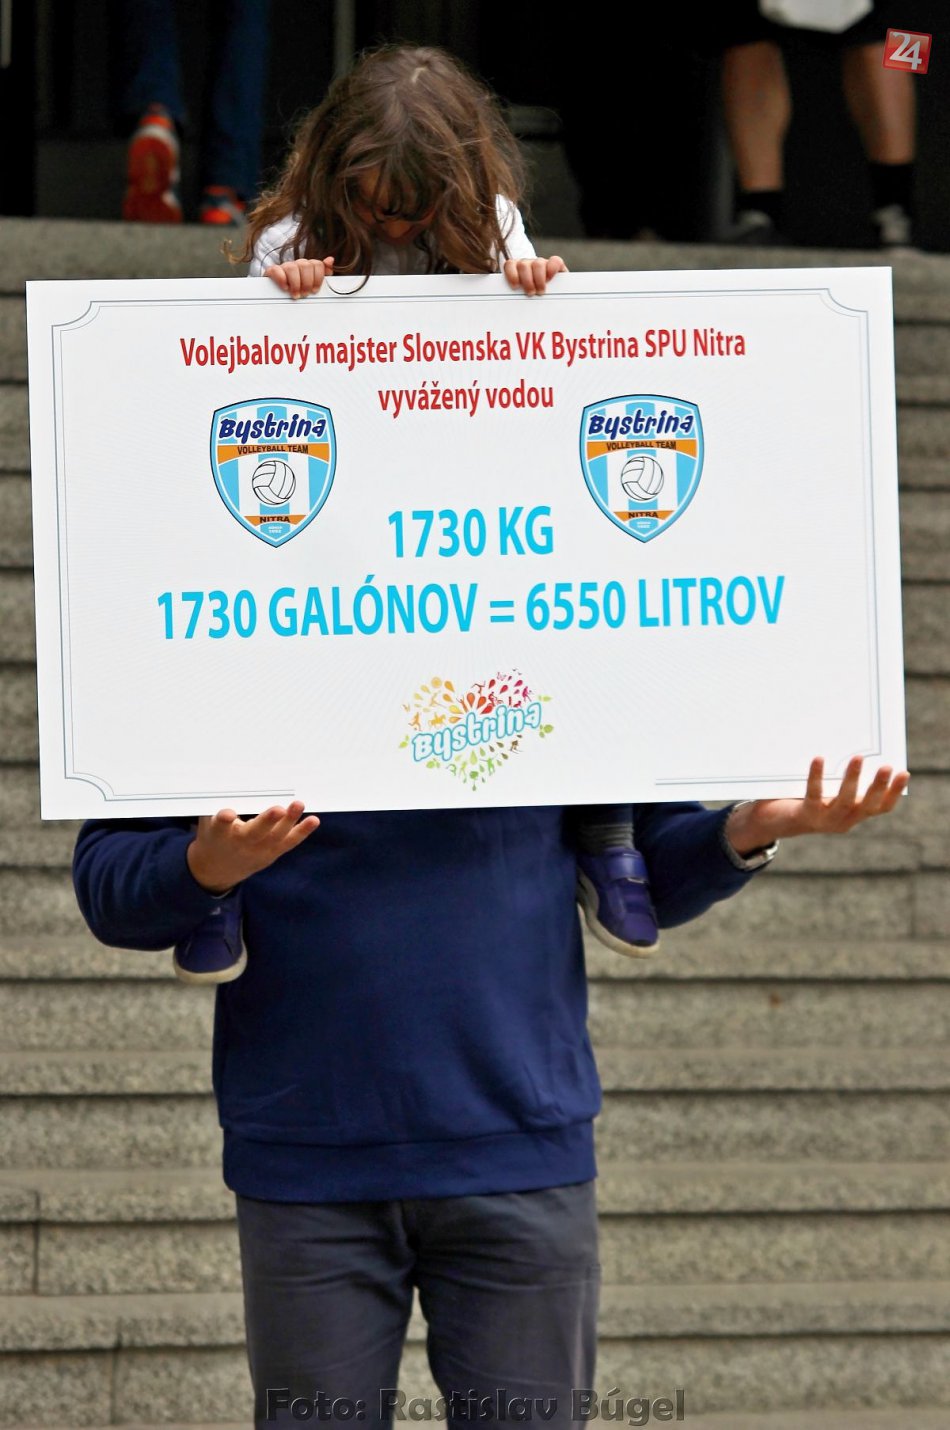 24
Volejbalový majster Slovenska VK Bystrina SPU Nitra
vyvážený vodou
Bystrina
VOLLEYBALL TEAM
NITRA
Bystrina
VOLLEYBALL TEAM
NITRA
1730 KG
1730 GALÓNOV = 6550 LITROV
Bystrina
Foto: Rastislav Búgel